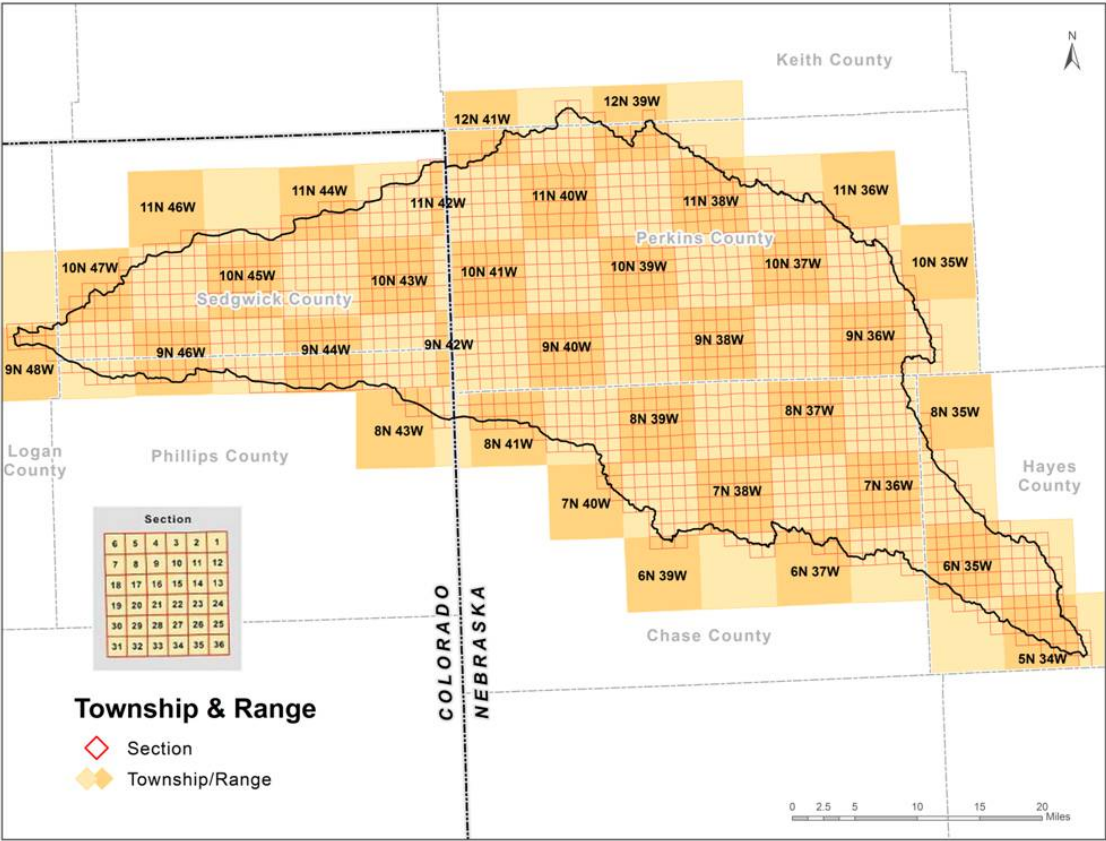 N
Keith County
12N 39W
12N 41W
11N 44W
11N 36W
11N 46W
11N 42W
11N 40W
11N 38W
Perkins County
10N 47W
10N 45W
10N 43W
10N 41W
10N 39W
10N 37W
10N 35W
Sedgwick County
9N 46W
9N 44W
9N 42W
9N 40W
9N 38W
9N 36W
9N 48W
8N 43W
8N 41W
8N 39W
8N 37W
8N 35W
Logan
County
Phillips County
Hayes
County
7N 40W
7N 38W
7N 36W
6N 39W
6N 37W
6N 35W
Chase County
5N 34W
Section
6 5 4 3 2 1
7 8 9 10 11 12
18 17 16 15 14 13
19 20 21 22 23 24
30 29 28 27 26 25
31 32 33 34 35 36
COLORADO
NEBRASKA
Township & Range
Section
Township/Range
0 2.5 5 10 15 20
Miles